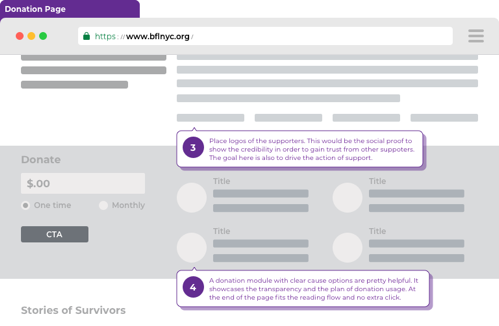 Donation Page
https://www.bflnyc.org/
3
Place logos of the supporters. This would be the social proof to
show the credibility in order to gain trust from other suppoters.
The goal here is also to drive the action of support.
Donate
$.00
One time
Monthly
CTA
Title
Title
Title
Title
4
A donation module with clear cause options are pretty helpful. It
showcases the transparency and the plan of donation usage. At
the end of the page fits the reading flow and no extra click.
Stories of Survivors